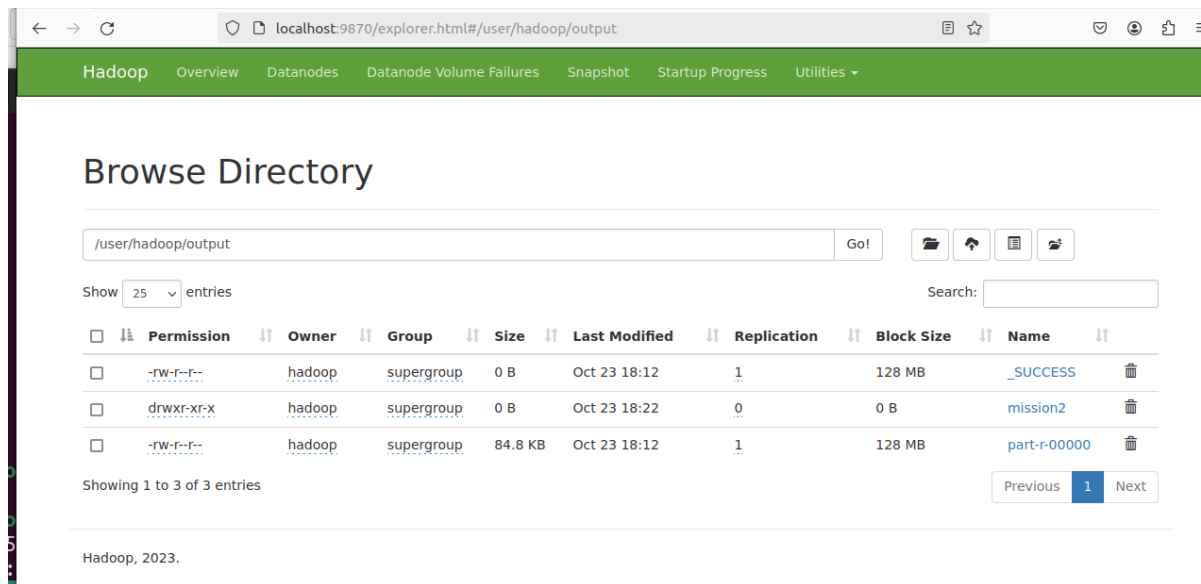 localhost:9870/explorer.html#/user/hadoop/output
Hadoop Overview Datanodes Datanode Volume Failures Snapshot Startup Progress Utilities
Browse Directory
/user/hadoop/output Go!
Show 25 entries Search:
Permission Owner Group Size Last Modified Replication Block Size Name
-rw-r--r-- hadoop supergroup 0 B Oct 23 18:12 1 128 MB _SUCCESS
drwxr-xr-x hadoop supergroup 0 B Oct 23 18:22 0 0 B mission2
-rw-r--r-- hadoop supergroup 84.8 KB Oct 23 18:12 1 128 MB part-r-00000
Showing 1 to 3 of 3 entries Previous 1 Next
Hadoop, 2023.